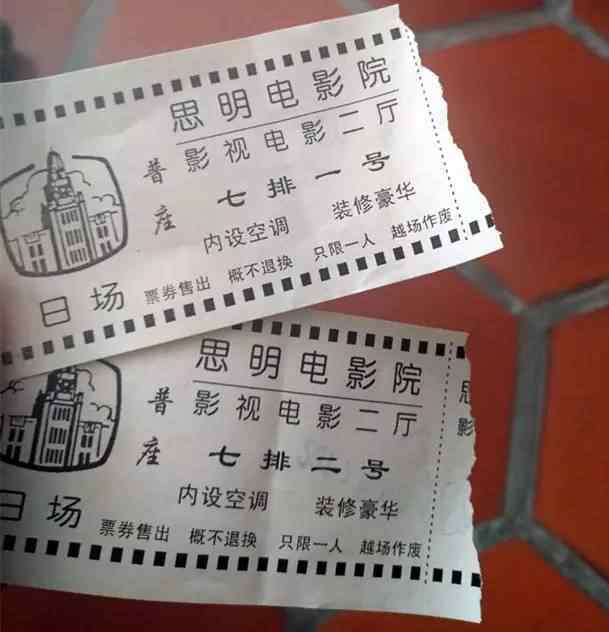 思明电影院
影视电影二厅
普座
七排一号
内设空调 装修豪华
日场
票券售出 概不退换 只限一人 越场作废
思明电影院
影视电影二厅
普座
七排二号
内设空调 装修豪华
日场
票券售出 概不退换 只限一人 越场作废
思
影